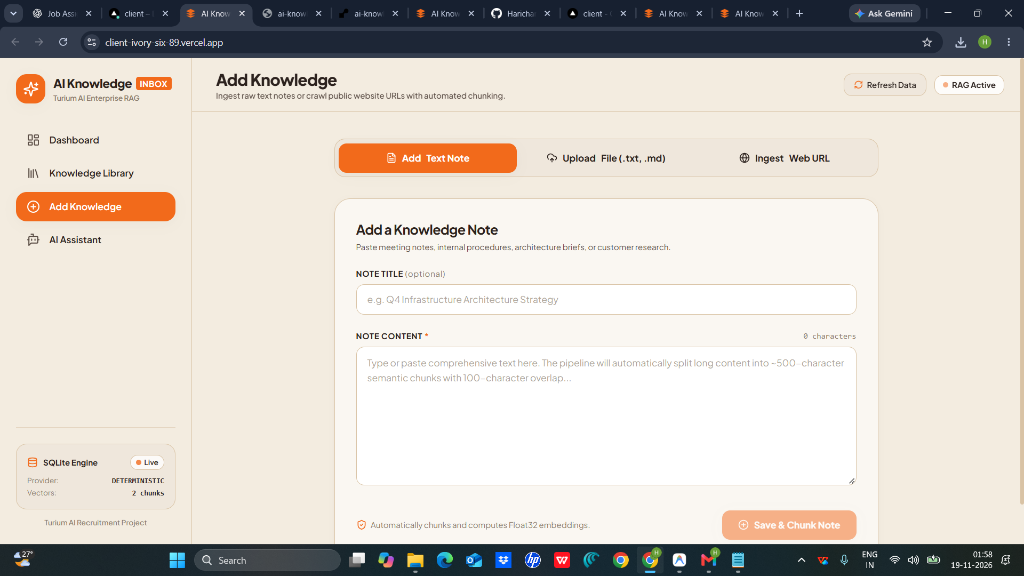 Job Ass
client –
AI Know
ai-know
ai-know
AI Know
Harichar
client –
AI Know
AI Know
Ask Gemini
client-ivory-six-89.vercel.app
H
AI Knowledge INBOX
Turium AI Enterprise RAG
Dashboard
Knowledge Library
Add Knowledge
AI Assistant
SQLite Engine
Live
Provider: DETERMINISTIC
Vectors: 2 chunks
Turium AI Recruitment Project
Add Knowledge
Ingest raw text notes or crawl public website URLs with automated chunking.
Refresh Data
RAG Active
Add Text Note
Upload File (.txt, .md)
Ingest Web URL
Add a Knowledge Note
Paste meeting notes, internal procedures, architecture briefs, or customer research.
NOTE TITLE (optional)
e.g. Q4 Infrastructure Architecture Strategy
NOTE CONTENT *
0 characters
Type or paste comprehensive text here. The pipeline will automatically split long content into ~500-character
semantic chunks with 100-character overlap...
Automatically chunks and computes Float32 embeddings.
Save & Chunk Note
27°
Search
ENG
IN
01:58
19-11-2026